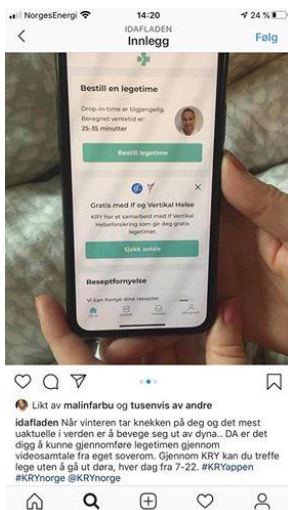 NorgesEnergi 14:20 24 %
IDAFLADEN
Innlegg
Følg
Bestill en legetime
Drop-in-time er tilgjengelig.
Beregnet ventetid er:
25-35 minutter
Bestill legetime
Gratis med If og Vertikal Helse
KRY har et samarbeid med If Vertikal
Helseforsikring som gir deg gratis
legetimer.
Sjekk avtale
Reseptfornyelse
Vi kan fornye dine resepter
Likt av malinfarbu og tusenvis av andre
idafladen Når vinteren tar knekken på deg og det mest
uaktuelle i verden er å bevege seg ut av dyna.. DA er det
digg å kunne gjennomføre legetimen gjennom
videosamtale fra eget soverom. Gjennom KRY kan du treffe
lege uten å gå ut døra, hver dag fra 7-22. #KRYappen
#KRYnorge @KRYnorge